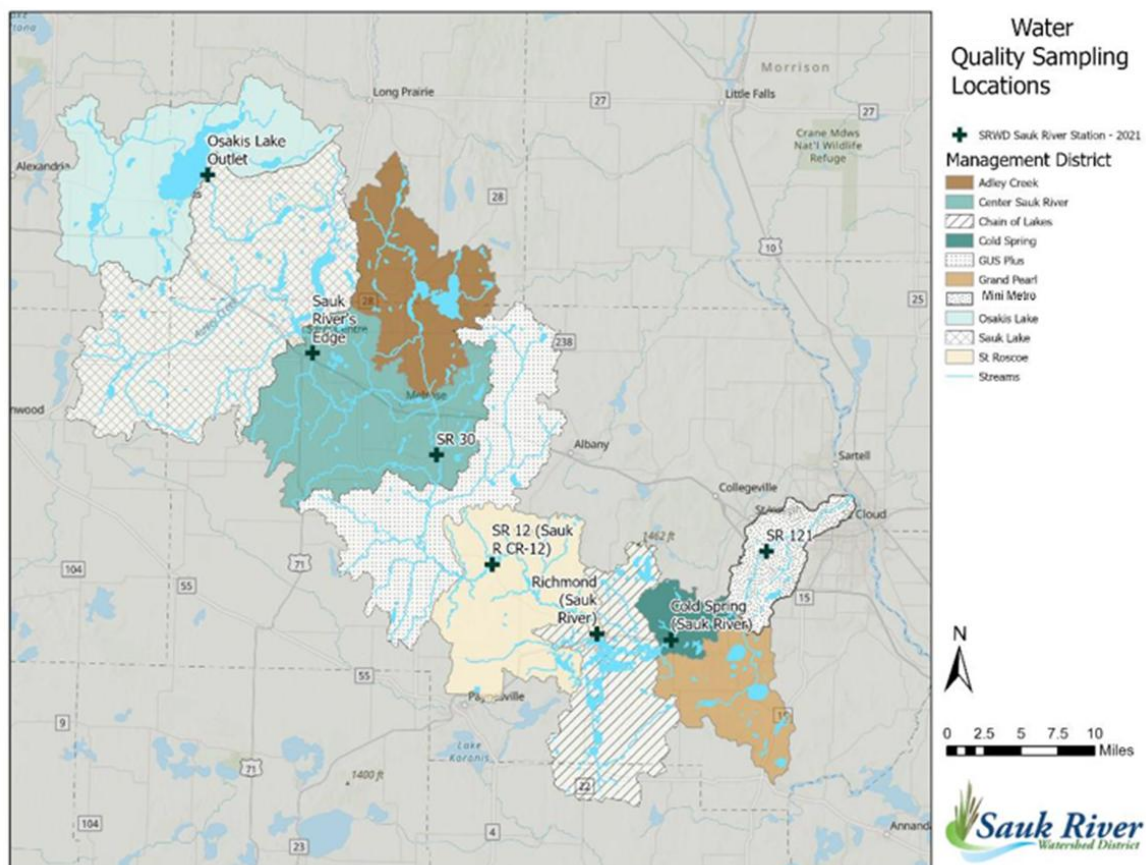 Water
Quality Sampling
Locations
SRWD Sauk River Station - 2021
Management District
Adley Creek
Center Sauk River
Chain of Lakes
Cold Spring
GUS Plus
Grand Pearl
Mini Metro
Osakis Lake
Sauk Lake
St Roscoe
Streams
N
0 2.5 5 10
Miles
Sauk River
Watershed District
Long Prairie
27
Morrison
Little Falls
27
Crane Mdws
Nat'l Wildlife
Refuge
Alexandria
Osakis Lake
Outlet
28
10
25
Sauk
River's
Edge
28
238
Melrose
nwood
SR 30
Albany
Sartell
Collegeville
Cloud
SR 12 (Sauk
R CR-12)
1462 ft
SR 121
71
104
55
Richmond
(Sauk
River)
15
Cold Spring
(Sauk River)
55
15
9
Lake
Koronis
71
1400 ft
22
104
4
23
Annanda